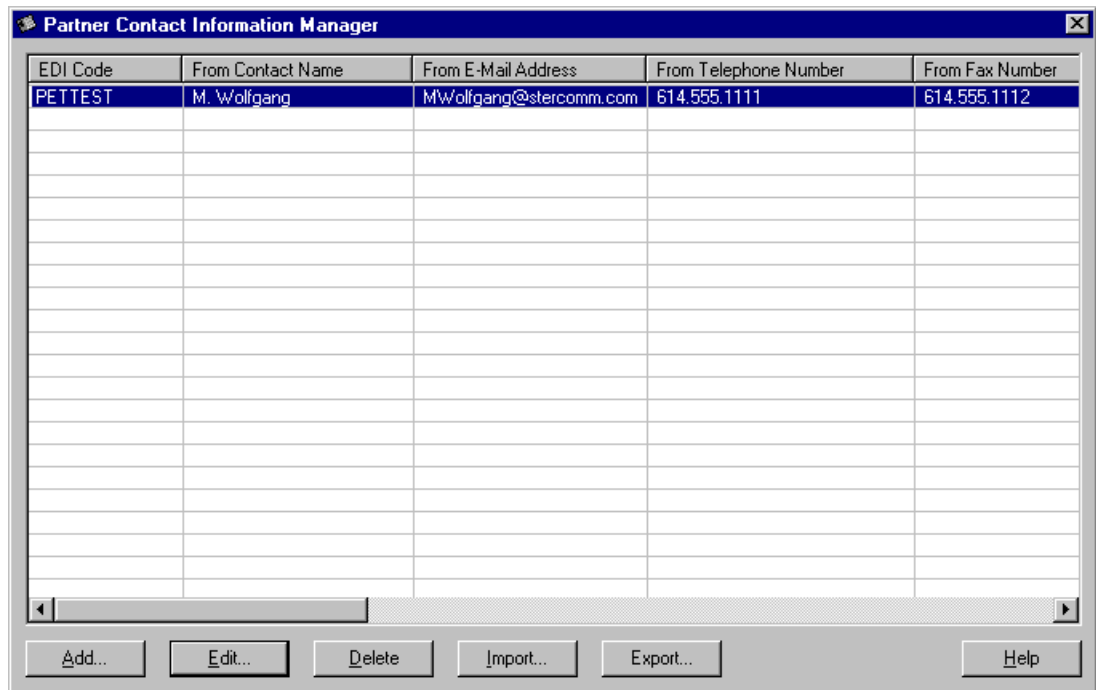 Partner Contact Information Manager
EDI Code From Contact Name From E-Mail Address From Telephone Number From Fax Number
PETTEST M. Wolfgang MWolfgang@stercomm.com 614.555.1111 614.555.1112
Add... Edit... Delete Import... Export... Help